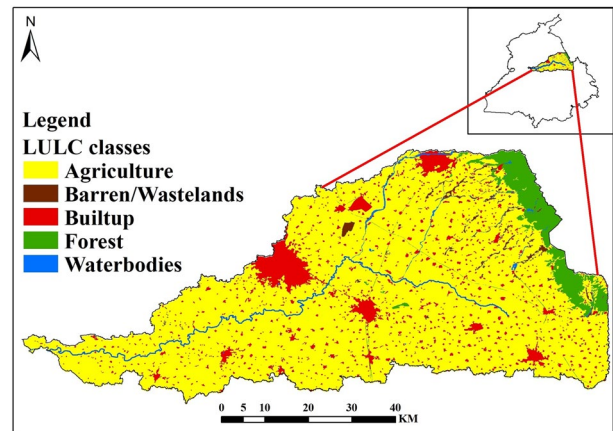 N
Legend
LULC classes
Agriculture
Barren/Wastelands
Builtup
Forest
Waterbodies
0 5 10 20 30 40
KM